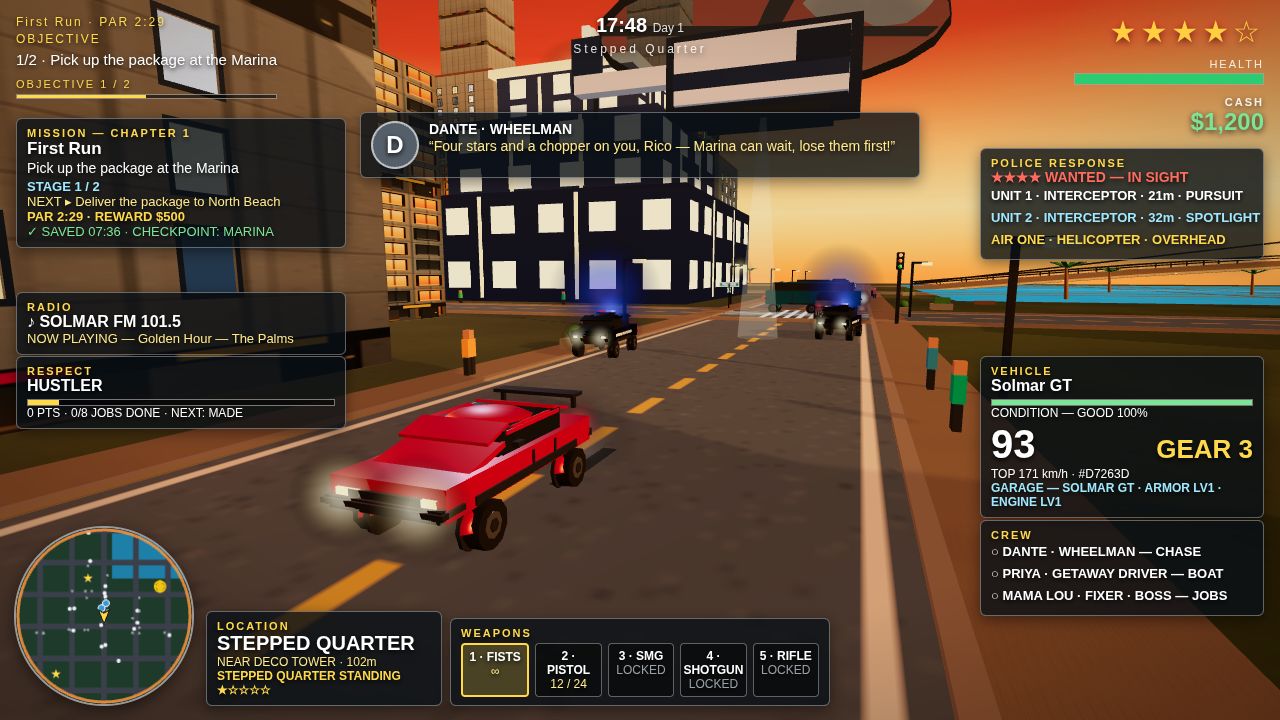 First Run · PAR 2:29
OBJECTIVE
1/2 · Pick up the package at the Marina
OBJECTIVE 1 / 2
MISSION — CHAPTER 1
First Run
Pick up the package at the Marina
STAGE 1 / 2
NEXT ▸ Deliver the package to North Beach
PAR 2:29 · REWARD $500
✓ SAVED 07:36 · CHECKPOINT: MARINA
RADIO
♪ SOLMAR FM 101.5
NOW PLAYING — Golden Hour — The Palms
RESPECT
HUSTLER
0 PTS · 0/8 JOBS DONE · NEXT: MADE
17:48 Day 1
Stepped Quarter
D
DANTE · WHEELMAN
“Four stars and a chopper on you, Rico — Marina can wait, lose them first!”
★★★★☆
HEALTH
CASH
$1,200
POLICE RESPONSE
★★★★ WANTED — IN SIGHT
UNIT 1 · INTERCEPTOR · 21m · PURSUIT
UNIT 2 · INTERCEPTOR · 32m · SPOTLIGHT
AIR ONE · HELICOPTER · OVERHEAD
VEHICLE
Solmar GT
CONDITION — GOOD 100%
93 GEAR 3
TOP 171 km/h · #D7263D
GARAGE — SOLMAR GT · ARMOR LV1 ·
ENGINE LV1
CREW
○ DANTE · WHEELMAN — CHASE
○ PRIYA · GETAWAY DRIVER — BOAT
○ MAMA LOU · FIXER · BOSS — JOBS
LOCATION
STEPPED QUARTER
NEAR DECO TOWER · 102m
STEPPED QUARTER STANDING
★☆☆☆☆
WEAPONS
1 · FISTS
∞
2 ·
PISTOL
12 / 24
3 · SMG
LOCKED
4 ·
SHOTGUN
LOCKED
5 · RIFLE
LOCKED